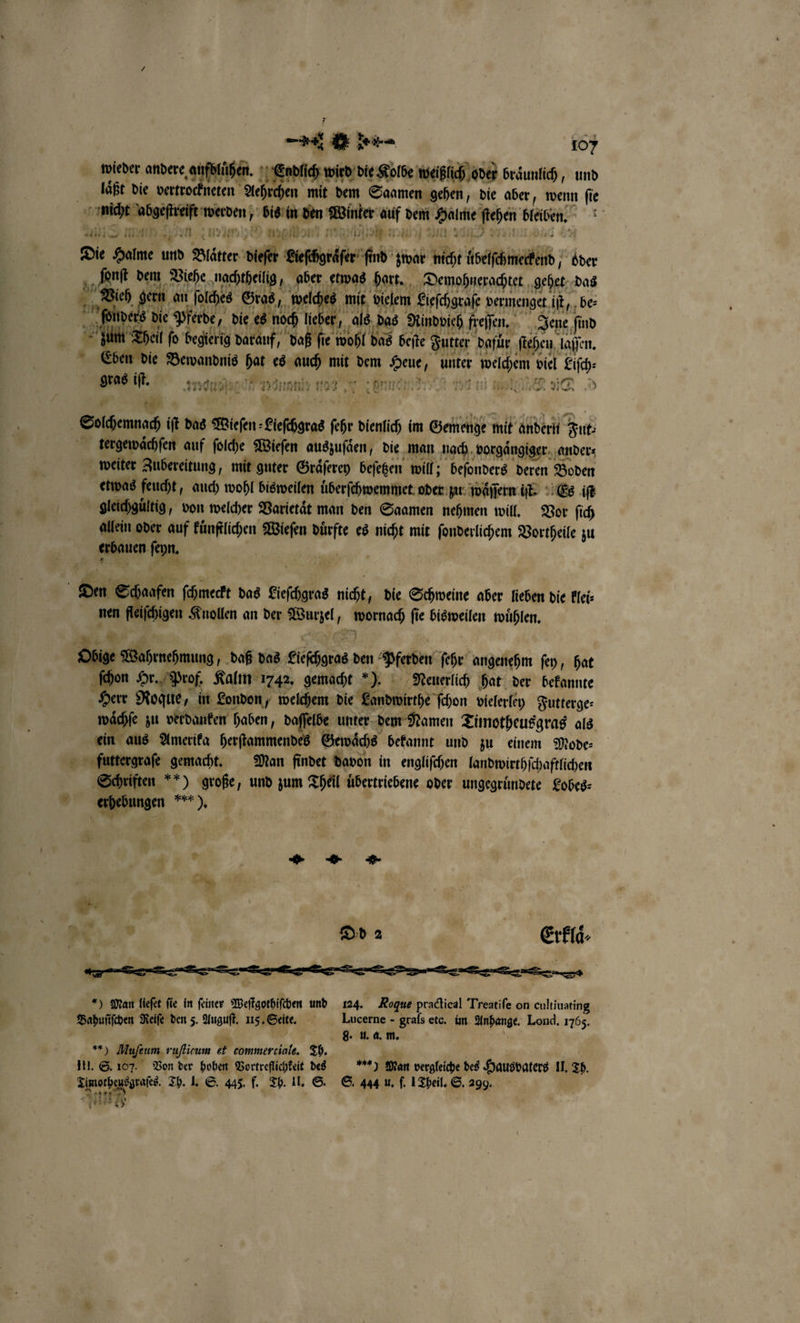 107
wieder andere aufblühen. Endlich wird die Kolbe weißlich oder bräunlich, und
läßt die vertrockneten Aehrchen mit dem Saamen gehen, die aber, wenn sie
nicht abgestreift werden, bis in den Winter auf dem Halme stehen bleiben.
Die Halme und Blätter dieser Liefchgräser sind zwar nicht übelschmeckend, oder
sonst dem Viehe nachtheilig, aber etwas hart. Demohnerachtet gehet das
Vieh gern an solches Gras, welches mit vielem Liefchgrase vermenget ist, be-
sonders die Pferde, die es noch lieber, als das Rindvieh fressen. Jene sind
zum Theil so begierig darauf, daß sie wohl das beste Futter dafür stehen lassen.
Eben die Bewandnis hat es auch mit dem Heue, unter welchem viel Lisch-
gras ist.
Solchemnach ist das Wiesen-Liefchgras sehr dienlich im Gemenge mit andern Fut-
tergewächsen auf solche Wiesen auszusäen, die man nach vorgängiger ander-
weiter Zubereitung, mit guter Gräserey besetzen will; besonders deren Boden
etwas feucht, auch wohl bisweilen überschwemmet oder zu wässern ist. Es ist
gleichgültig, von welcher Varietät man den Saamen nehmen will. Vor sich
allein oder auf künstlichen Wiesen dürfte es nicht mit sonderlichem Vortheile zu
erbauen seyn.
Den Schaafen schmeckt das Liefchgras nicht, die Schweine aber lieben die klei-
nen fleischigen Knollen an der Wurzel, wornach sie bisweilen wühlen.
Obige Wahrnehmung, daß das Liefchgras den Pferden sehr angenehm sey, hat
schon Hr. Prof. Kalm 1742. gemacht *). Neuerlich hat der bekannte
Herr Roque, in London, welchem die Landwirthe schon vielerley Futterge-
wächse zu verdanken haben, dasselbe unter dem Namen Timotheusgras als
ein aus Amerika herstammendes Gewächs bekannt und zu einem Mode-
futtergrase gemacht. Man findet davon in englischen landwirthschaftlichen
Schriften **) große, und zum Theil übertriebene oder ungegründete Lobes-
erhebungen ***).
Dd 2 Erklä-
*) Man liefet sie in seiner Westgothischen und
Bahusischen Reise den 5. August. 115. Seite.
**) Museum rusticum et commerciale. Th.
III. S. 107. Von der hohen Vortreflichkeit des
Timotheusgrases. Th. I. S. 445. f. Th. II. S.
124. Roque practical Treatise on cultiuating
Lucerne - grass etc. im Anhange. Lond. 1765.
8. u. a. m.
***) Man vergleiche des Hausvaters II. Th.
S. 444 u. f. I Theil. S. 299.